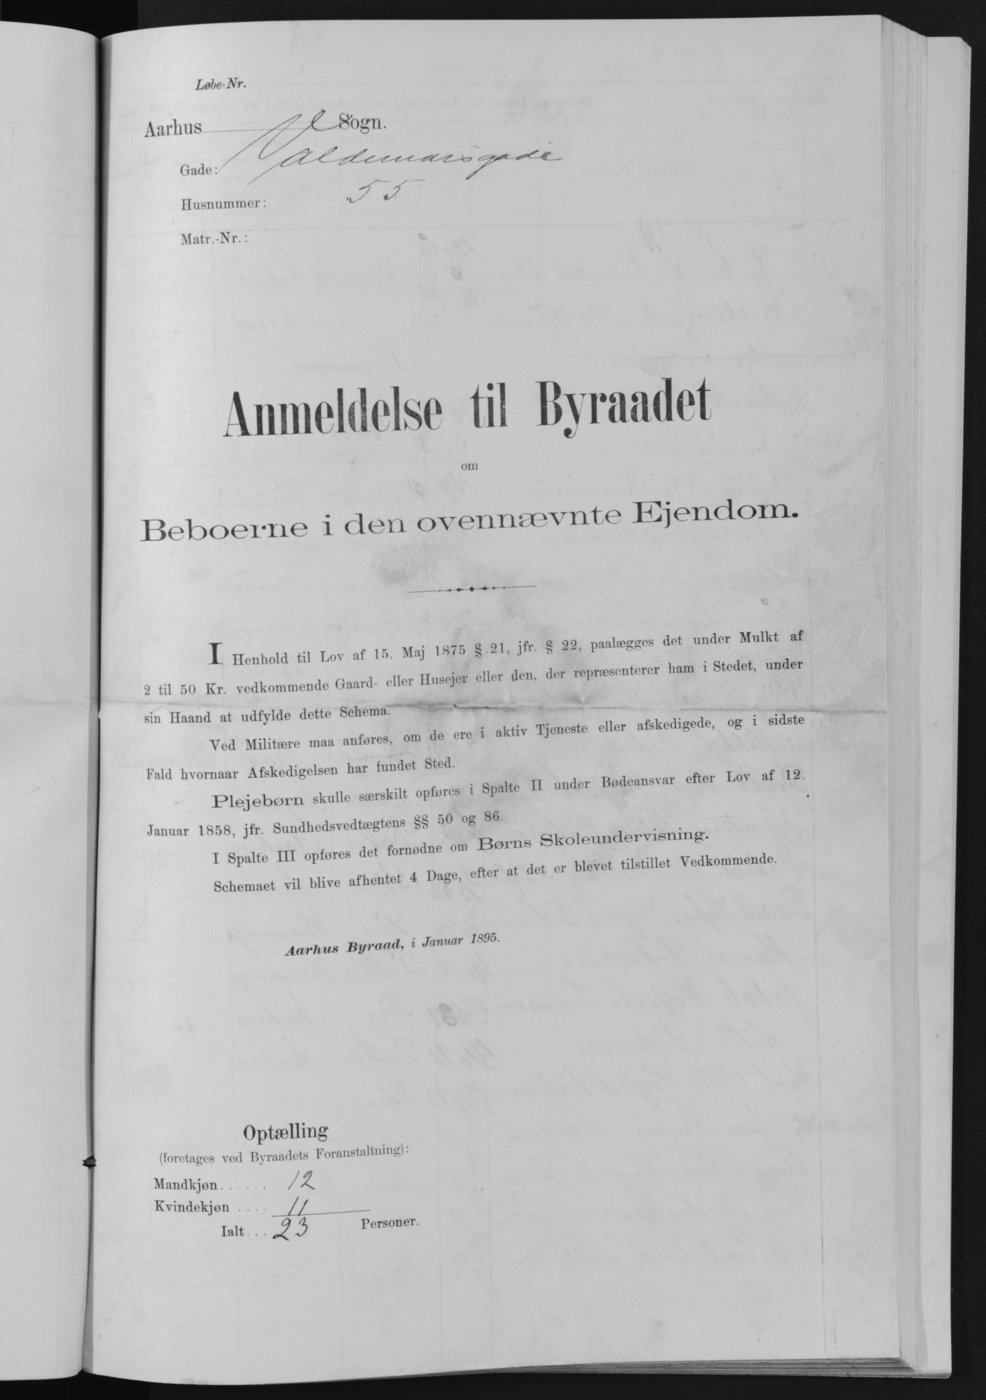 Løbe-Nr.
Aarhus Sogn.
Gade: Valdemarsgade
Husnummer: 55
Matr.-Nr.:
Anmeldelse til Byraadet
om
Beboerne i den ovennævnte Ejendom.
I Henhold til Lov af 15. Maj 1875 § 21, jfr. § 22, paalægges det under Mulkt af
2 til 50 Kr. vedkommende Gaard- eller Husejer eller den, der repræsenterer ham i Stedet, under
sin Haand at udfylde dette Schema.
Ved Militære maa anføres, om de ere i aktiv Tjeneste eller afskedigede, og i sidste
Fald hvornaar Afskedigelsen har fundet Sted.
Plejebørn skulle særskilt opføres i Spalte II under Bødeansvar efter Lov af 12.
Januar 1858, jfr. Sundhedsvedtægtens §§ 50 og 86.
I Spalte III opføres det fornødne om Børns Skoleundervisning.
Schemaet vil blive afhentet 4 Dage, efter at det er blevet tilstillet Vedkommende.
Aarhus Byraad, i Januar 1895.
Optælling
(foretages ved Byraadets Foranstaltning):
Mandkjøn...... 12
Kvindekjøn.... 11
Ialt... 23 Personer.